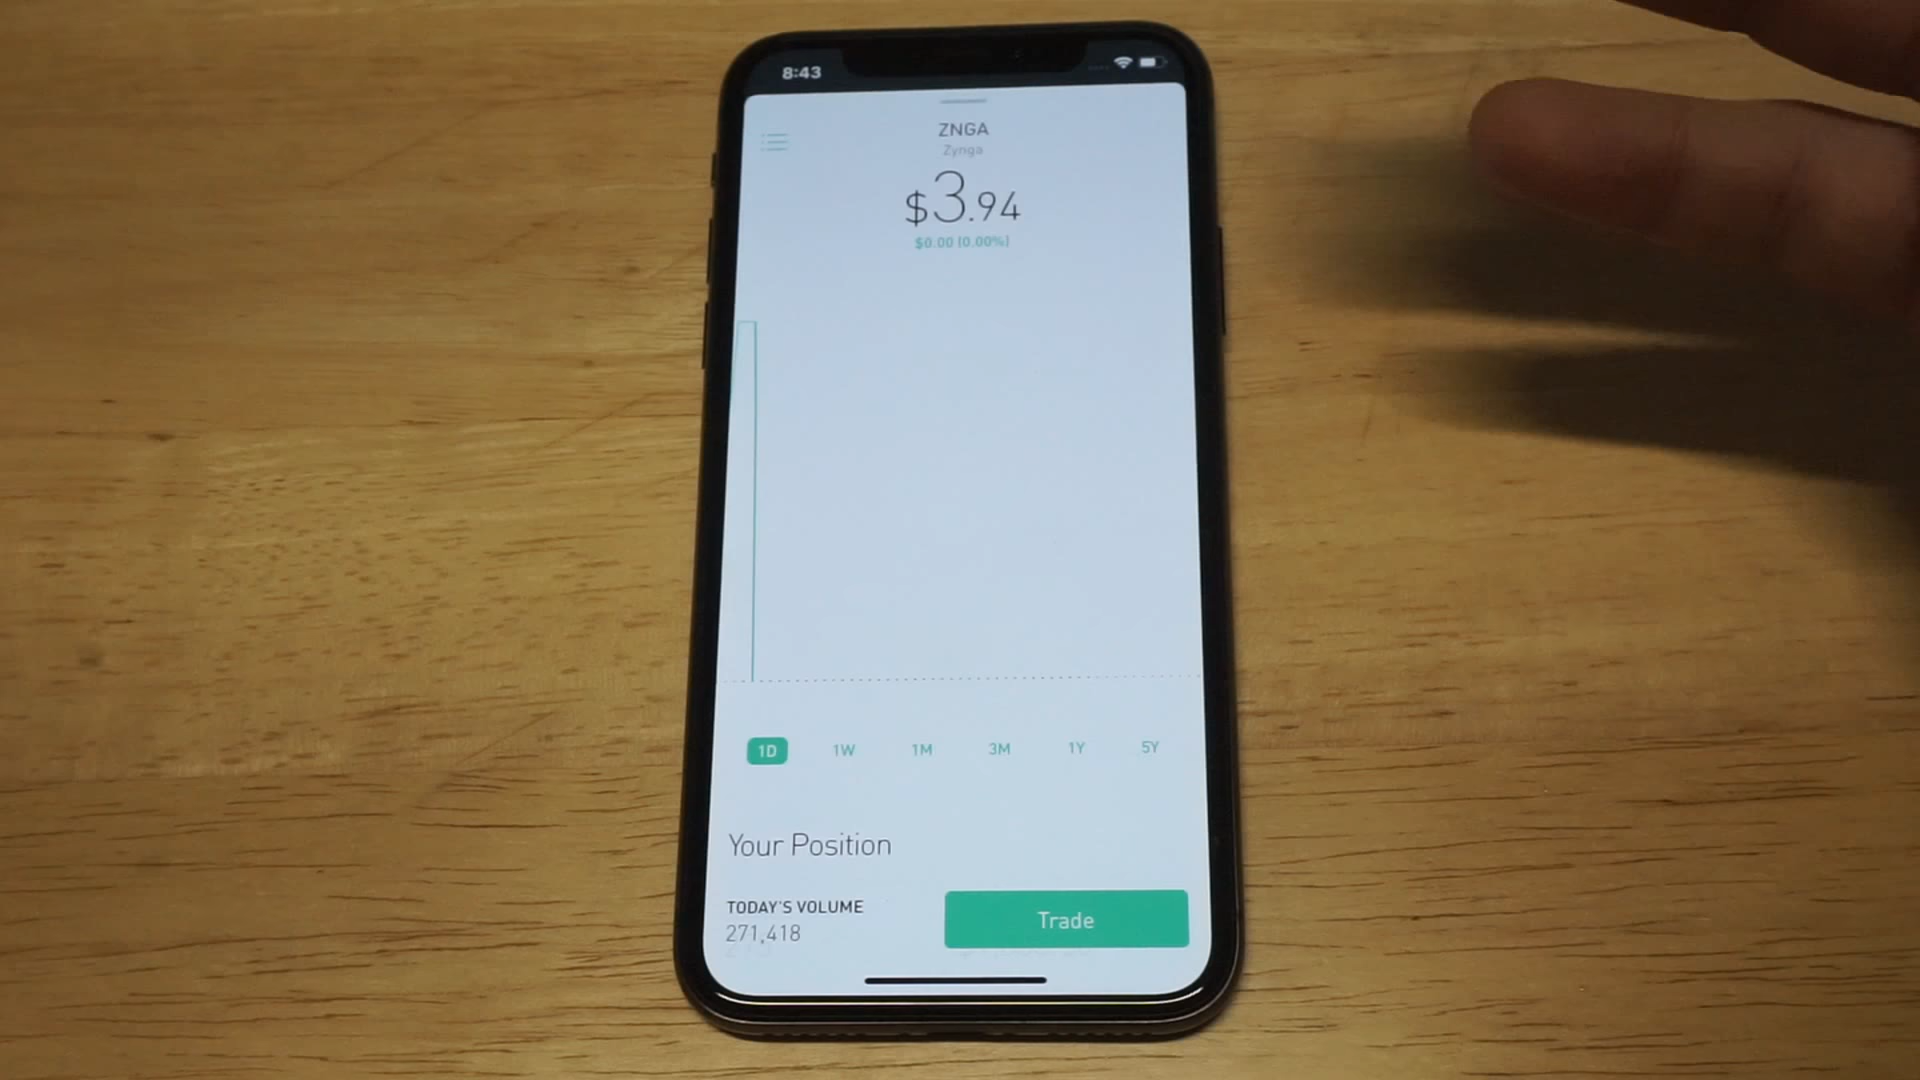 8:43
ZNGA
Zynga
$3.94
$0.00 (0.00%)
1D 1W 1M 3M 1Y 5Y
Your Position
TODAY'S VOLUME
271,418
Trade